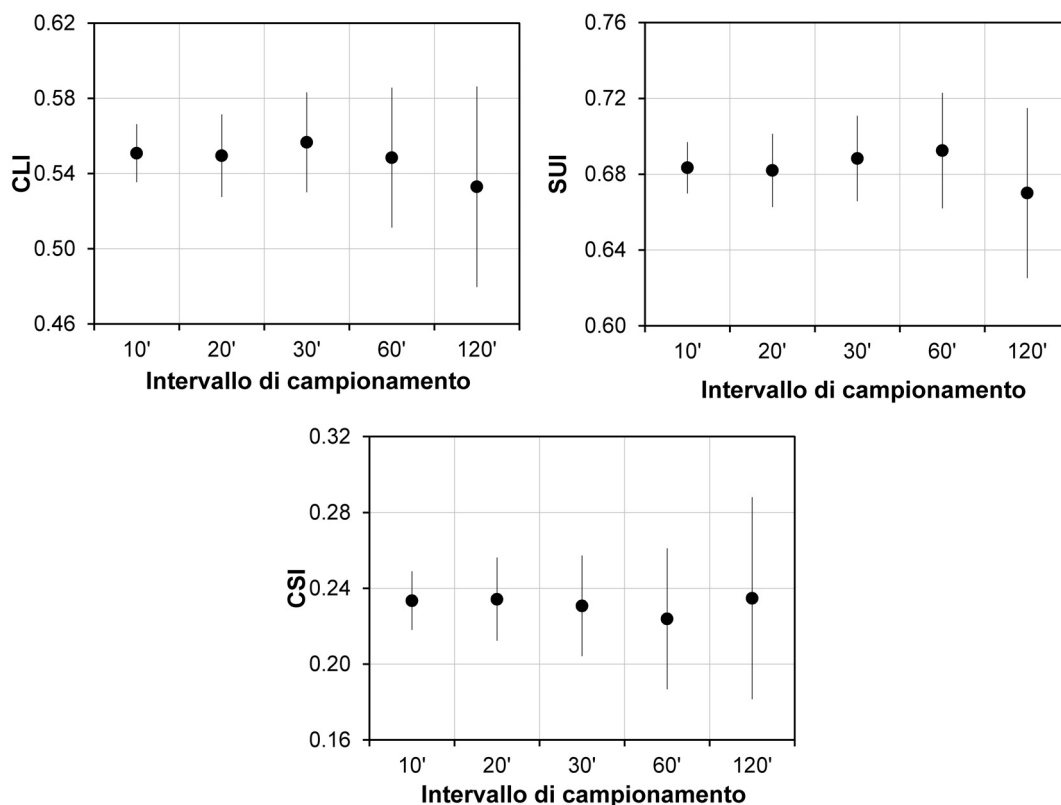 CLI
0.62
0.58
0.54
0.50
0.46
10' 20' 30' 60' 120'
Intervallo di campionamento
SUI
0.76
0.72
0.68
0.64
0.60
10' 20' 30' 60' 120'
Intervallo di campionamento
CSI
0.32
0.28
0.24
0.20
0.16
10' 20' 30' 60' 120'
Intervallo di campionamento